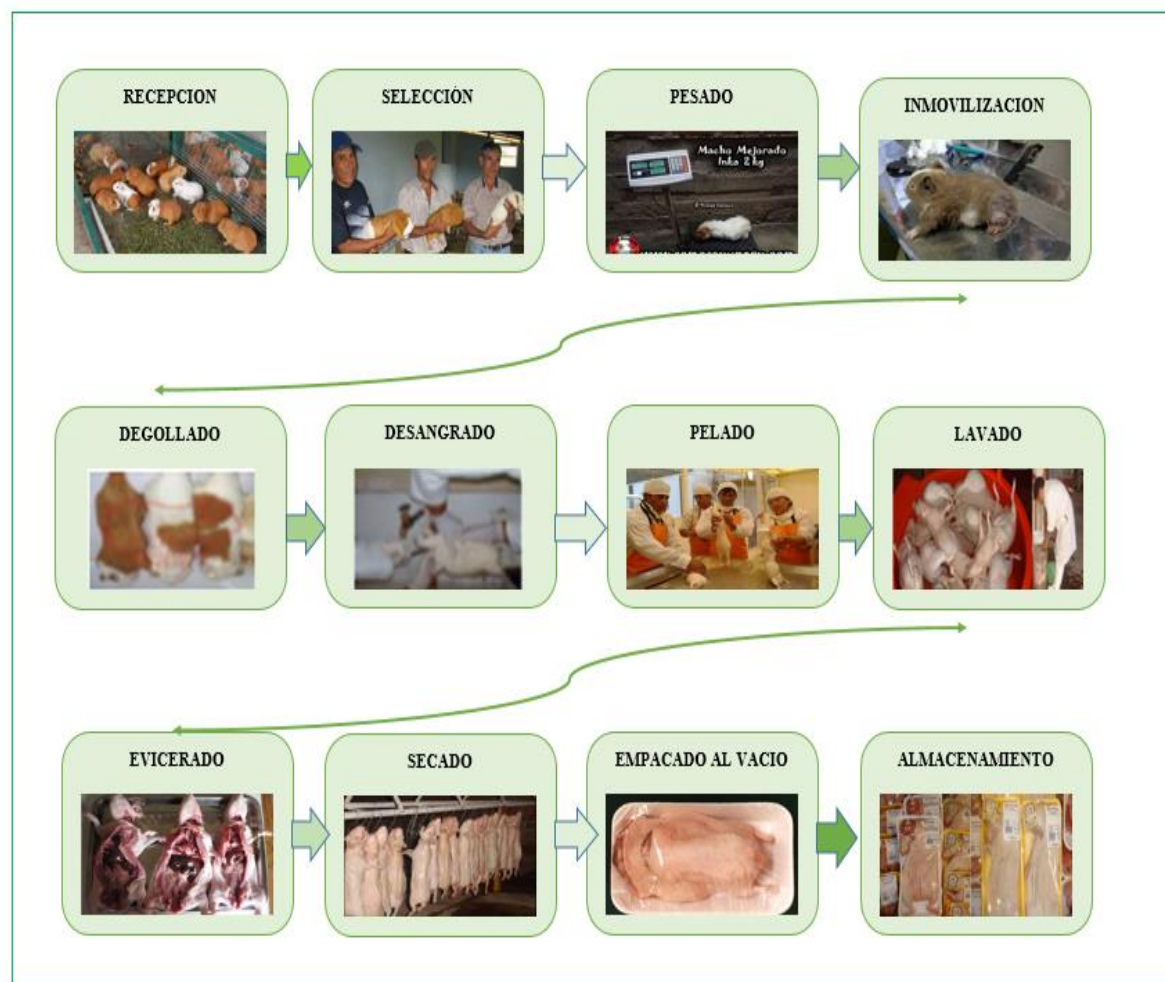 RECEPCION
SELECCIÓN
PESADO
INMOVILIZACION
Macho Mejorado
Inka 2 kg
DEGOLLADO
DESANGRADO
PELADO
LAVADO
EVICERADO
SECADO
EMPACADO AL VACIO
ALMACENAMIENTO